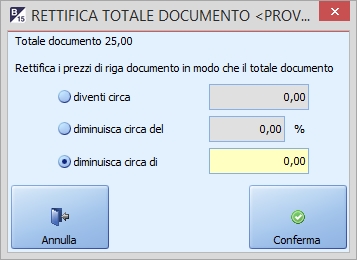 B 15 RETTIFICA TOTALE DOCUMENTO <PROV...
Totale documento 25,00
Rettifica i prezzi di riga documento in modo che il totale documento
diventi circa 0,00
diminuisca circa del 0,00 %
diminuisca circa di 0,00
Annulla Conferma